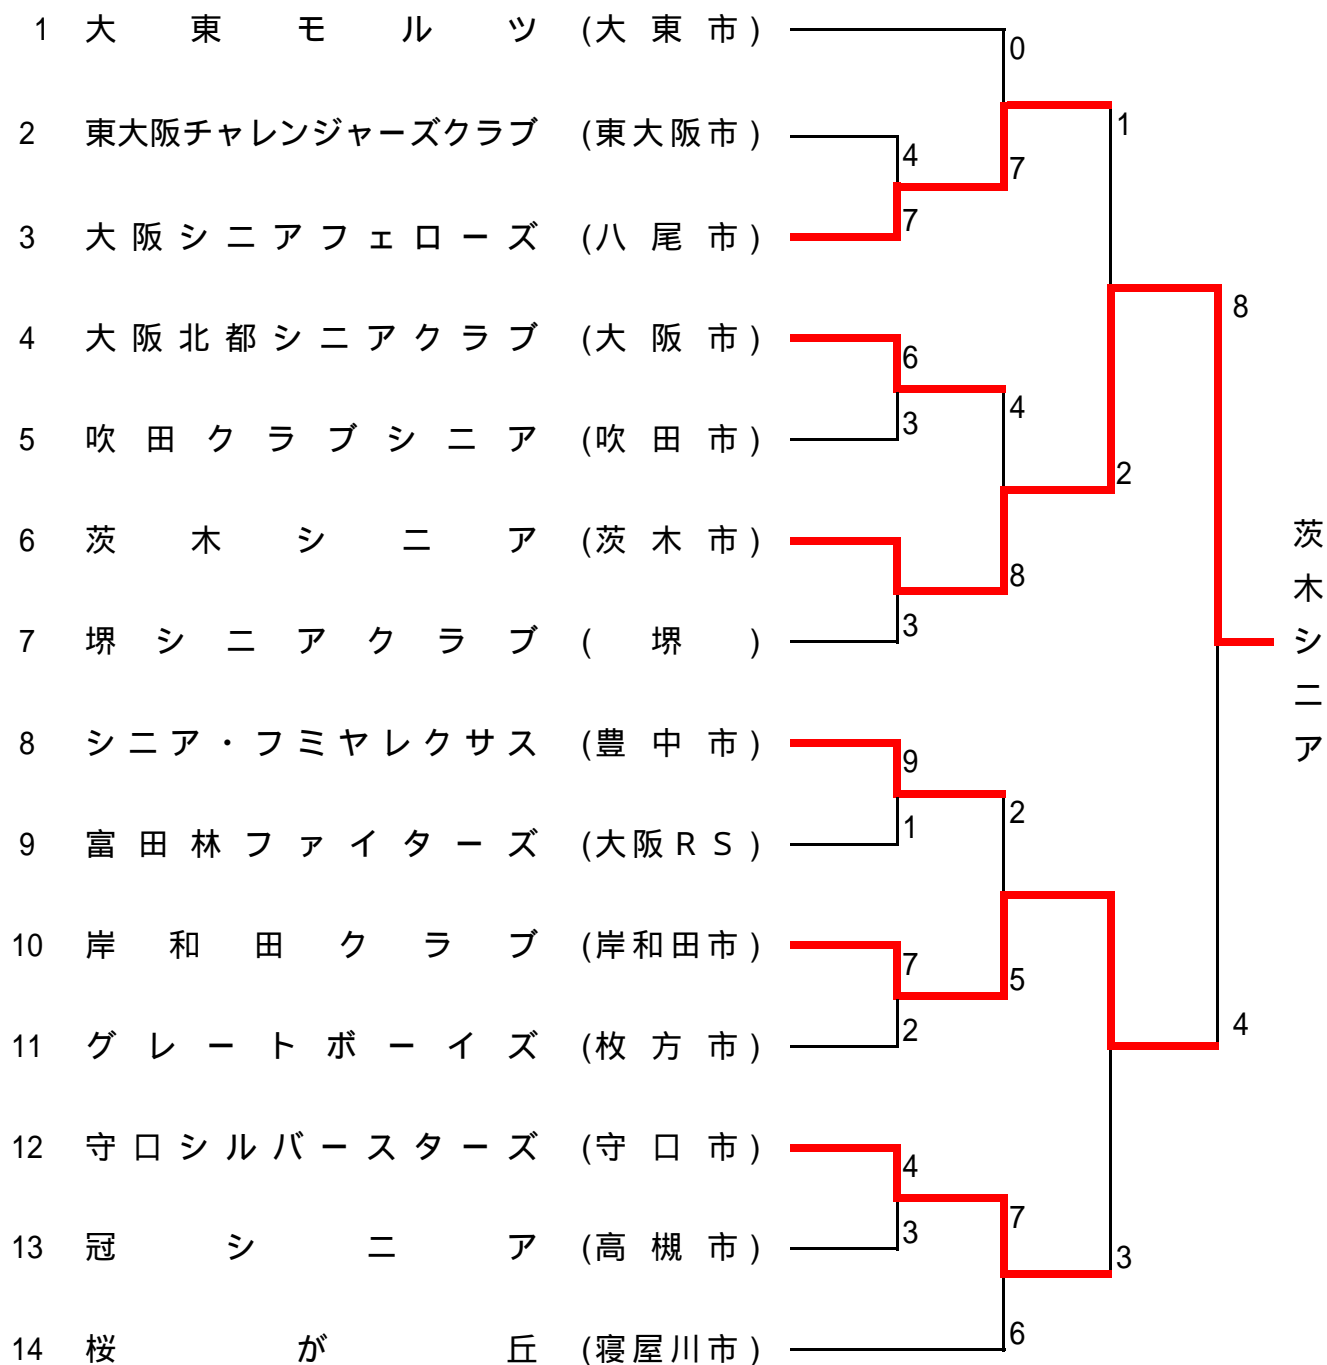 1 大東モルツ (大東市)
0
1
2 東大阪チャレンジャーズクラブ (東大阪市)
4
7
3 大阪シニアフェローズ (八尾市)
7
8
4 大阪北都シニアクラブ (大阪市)
6
4
5 吹田クラブシニア (吹田市)
3
2
6 茨木シニア (茨木市)
8
茨木シニア
7 堺シニアクラブ (堺)
3
8 シニア・フミヤレクサス (豊中市)
9
2
9 富田林ファイターズ (大阪RS)
1
10 岸和田クラブ (岸和田市)
7
5
11 グレートボーイズ (枚方市)
2
4
12 守口シルバースターズ (守口市)
4
7
13 冠シニア (高槻市)
3
3
14 桜が丘 (寝屋川市)
6